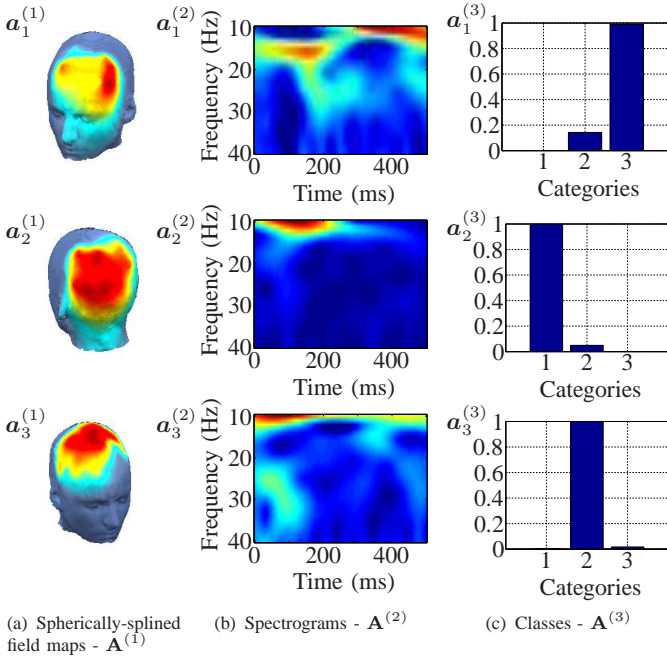 a_1^(1)
a_1^(2)
Frequency (Hz)
10
20
30
40
0 200 400
Time (ms)
a_1^(3)
1
0.8
0.6
0.4
0.2
0
1 2 3
Categories
a_2^(1)
a_2^(2)
Frequency (Hz)
10
20
30
40
0 200 400
Time (ms)
a_2^(3)
1
0.8
0.6
0.4
0.2
0
1 2 3
Categories
a_3^(1)
a_3^(2)
Frequency (Hz)
10
20
30
40
0 200 400
Time (ms)
a_3^(3)
1
0.8
0.6
0.4
0.2
0
1 2 3
Categories
(a) Spherically-splined
field maps - A^(1)
(b) Spectrograms - A^(2)
(c) Classes - A^(3)